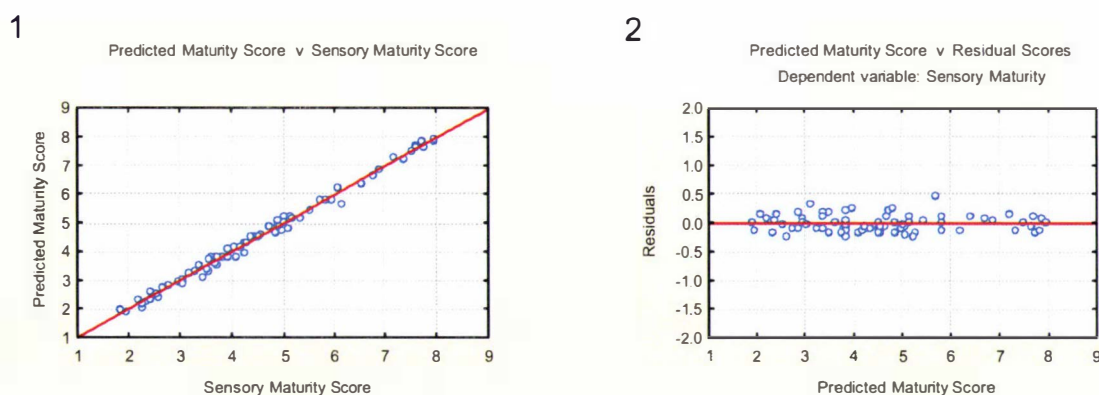 1
Predicted Maturity Score v Sensory Maturity Score
9
8
7
6
5
4
3
2
1
Predicted Maturity Score
1 2 3 4 5 6 7 8 9
Sensory Maturity Score
2
Predicted Maturity Score v Residual Scores
Dependent variable: Sensory Maturity
2.0
1.5
1.0
0.5
0.0
-0.5
-1.0
-1.5
-2.0
Residuals
1 2 3 4 5 6 7 8 9
Predicted Maturity Score